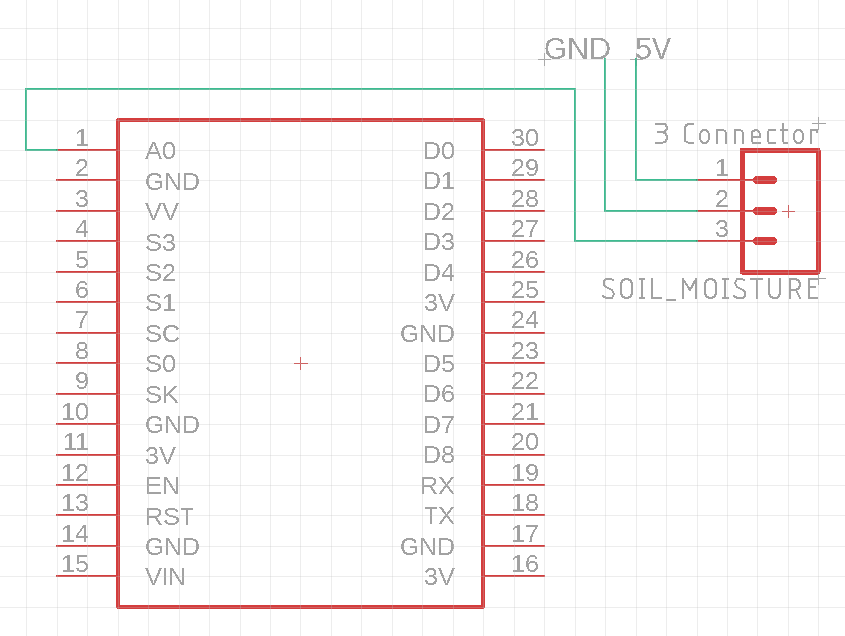 GND 5V
3 Connector
1
2
3
SOIL_MOISTURE
1 A0 D0 30
2 GND D1 29
3 VV D2 28
4 S3 D3 27
5 S2 D4 26
6 S1 3V 25
7 SC GND 24
8 S0 D5 23
9 SK D6 22
10 GND D7 21
11 3V D8 20
12 EN RX 19
13 RST TX 18
14 GND GND 17
15 VIN 3V 16